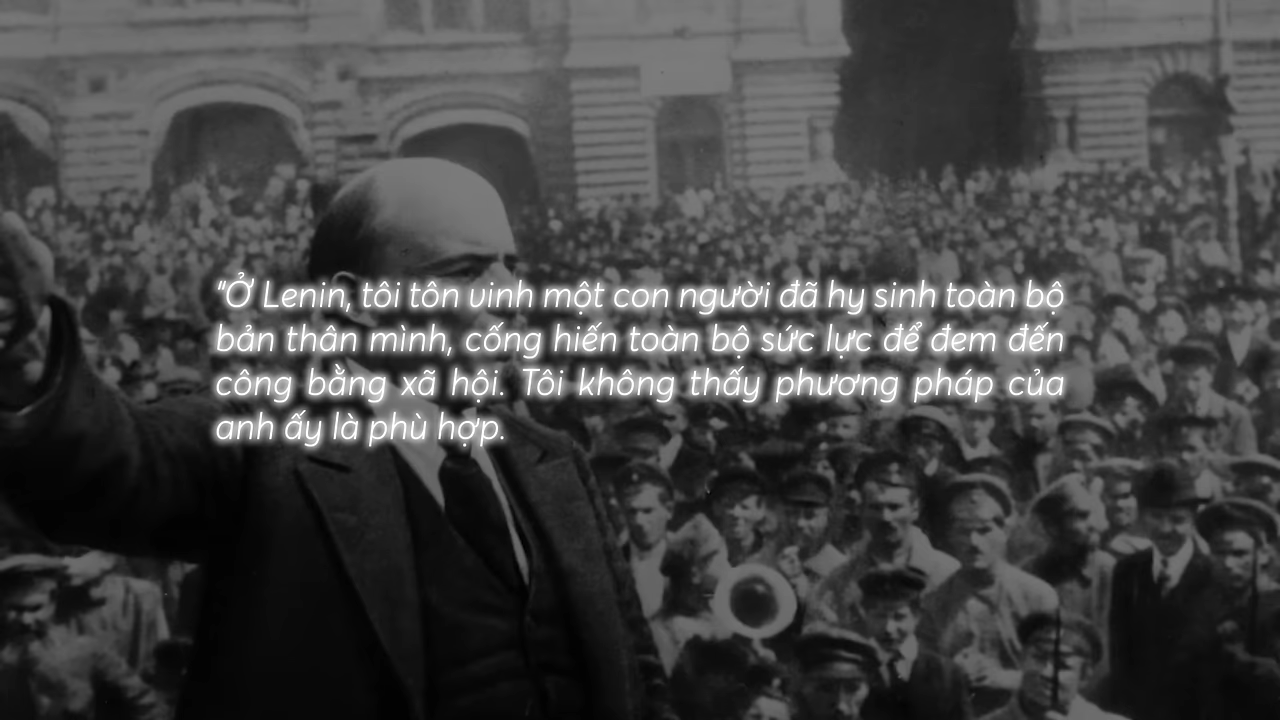 "Ở Lenin, tôi tôn vinh một con người đã hy sinh toàn bộ
bản thân mình, cống hiến toàn bộ sức lực để đem đến
công bằng xã hội. Tôi không thấy phương pháp của
anh ấy là phù hợp.